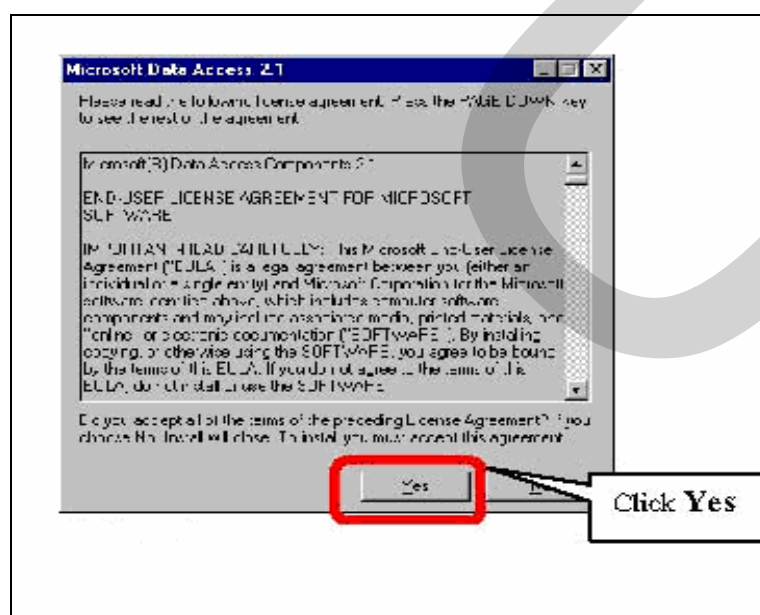 Microsoft Data Access 2.1
Please read the following license agreement. Press the PAGE DOWN key
to see the rest of the agreement.
Microsoft(R) Data Access Components 2.1
END-USER LICENSE AGREEMENT FOR MICROSOFT
SOFTWARE
IMPORTANT-READ CAREFULLY: This Microsoft End-User License
Agreement ("EULA") is a legal agreement between you (either an
individual or a single entity) and Microsoft Corporation for the Microsoft
software identified above, which includes computer software
components and may include associated media, printed materials, and
"online" or electronic documentation ("SOFTWARE"). By installing,
copying, or otherwise using the SOFTWARE, you agree to be bound
by the terms of this EULA. If you do not agree to the terms of this
EULA, do not install or use the SOFTWARE.
Do you accept all of the terms of the preceding License Agreement? If you
choose No, Install will close. To install you must accept this agreement.
Yes
Click Yes